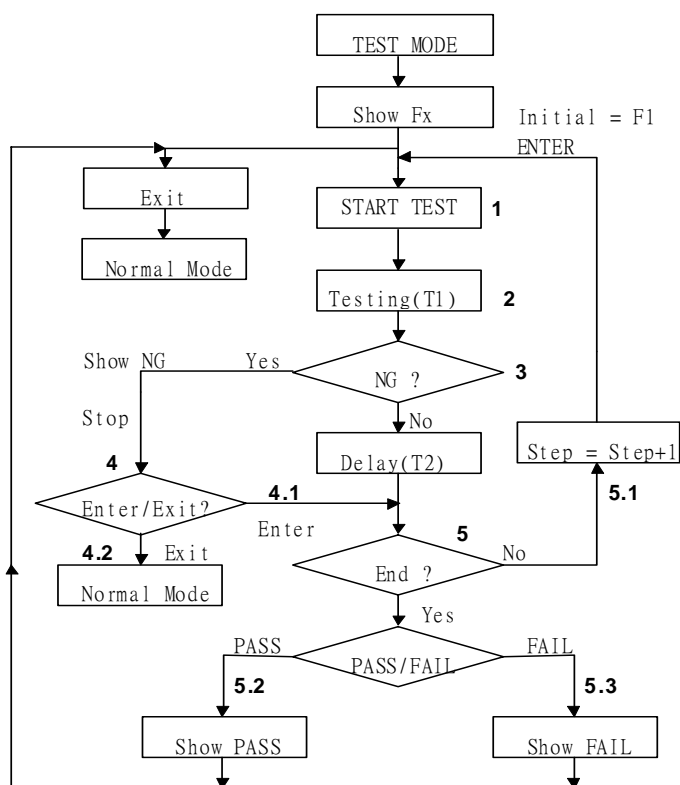 TEST MODE
Show Fx
Initial = F1
ENTER
Exit
START TEST
1
Normal Mode
Testing(T1)
2
Show NG
Yes
3
NG ?
Stop
No
Delay(T2)
Step = Step+1
4
Enter/Exit?
4.1
5.1
Enter
5
4.2
Exit
No
End ?
Normal Mode
Yes
PASS
FAIL
PASS/FAIL
5.2
5.3
Show PASS
Show FAIL